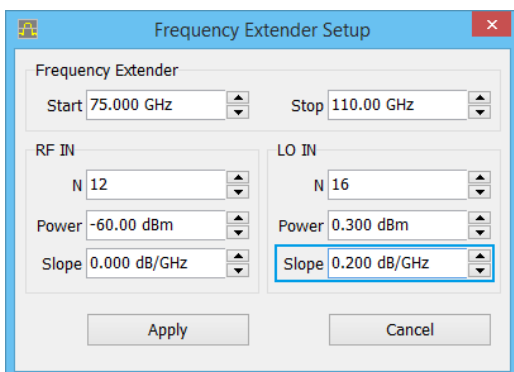 Frequency Extender Setup
Frequency Extender
Start 75.000 GHz Stop 110.00 GHz
RF IN LO IN
N 12 N 16
Power -60.00 dBm Power 0.300 dBm
Slope 0.000 dB/GHz Slope 0.200 dB/GHz
Apply Cancel